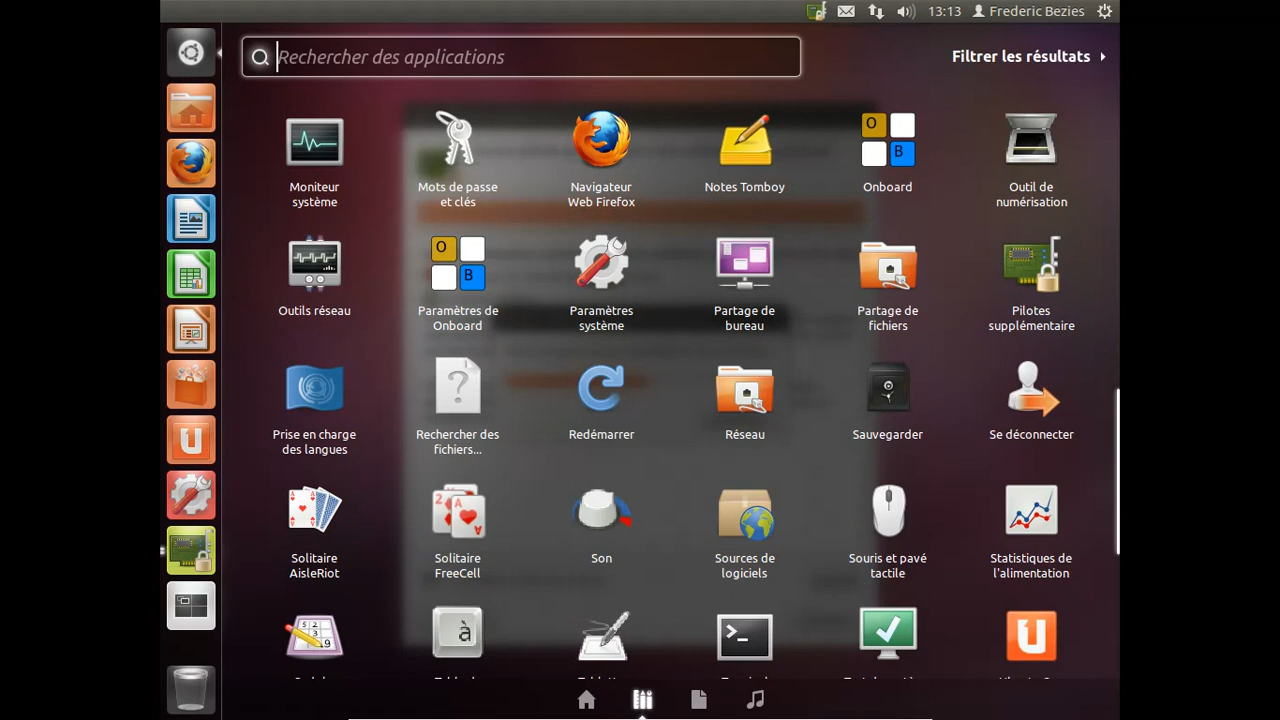 13:13 Frederic Bezies
Rechercher des applications
Filtrer les résultats
Moniteur
système
Mots de passe
et clés
Navigateur
Web Firefox
Notes Tomboy
O
B
Onboard
Outil de
numérisation
Outils réseau
O
B
Paramètres de
Onboard
Paramètres
système
Partage de
bureau
Partage de
fichiers
Pilotes
supplémentaire
Prise en charge
des langues
Rechercher des
fichiers...
Redémarrer
Réseau
Sauvegarder
Se déconnecter
Solitaire
AisleRiot
Solitaire
FreeCell
Son
Sources de
logiciels
Souris et pavé
tactile
Statistiques de
l'alimentation